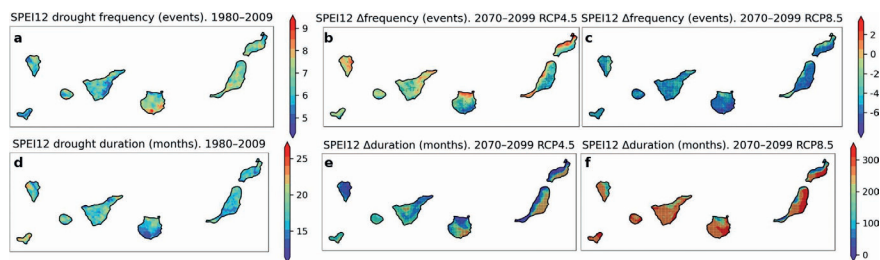 SPEI12 drought frequency (events). 1980–2009
SPEI12 Δfrequency (events). 2070–2099 RCP4.5
SPEI12 Δfrequency (events). 2070–2099 RCP8.5
a
b
c
9
8
7
6
5
2
0
-2
-4
-6
SPEI12 drought duration (months). 1980–2009
SPEI12 Δduration (months). 2070–2099 RCP4.5
SPEI12 Δduration (months). 2070–2099 RCP8.5
d
e
f
25
20
15
300
200
100
0